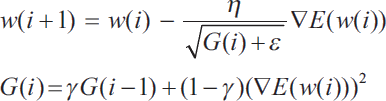 w(i+1) = w(i) − η/√(G(i)+ε) ∇E(w(i))
G(i)=γG(i−1)+(1−γ)(∇E(w(i)))²